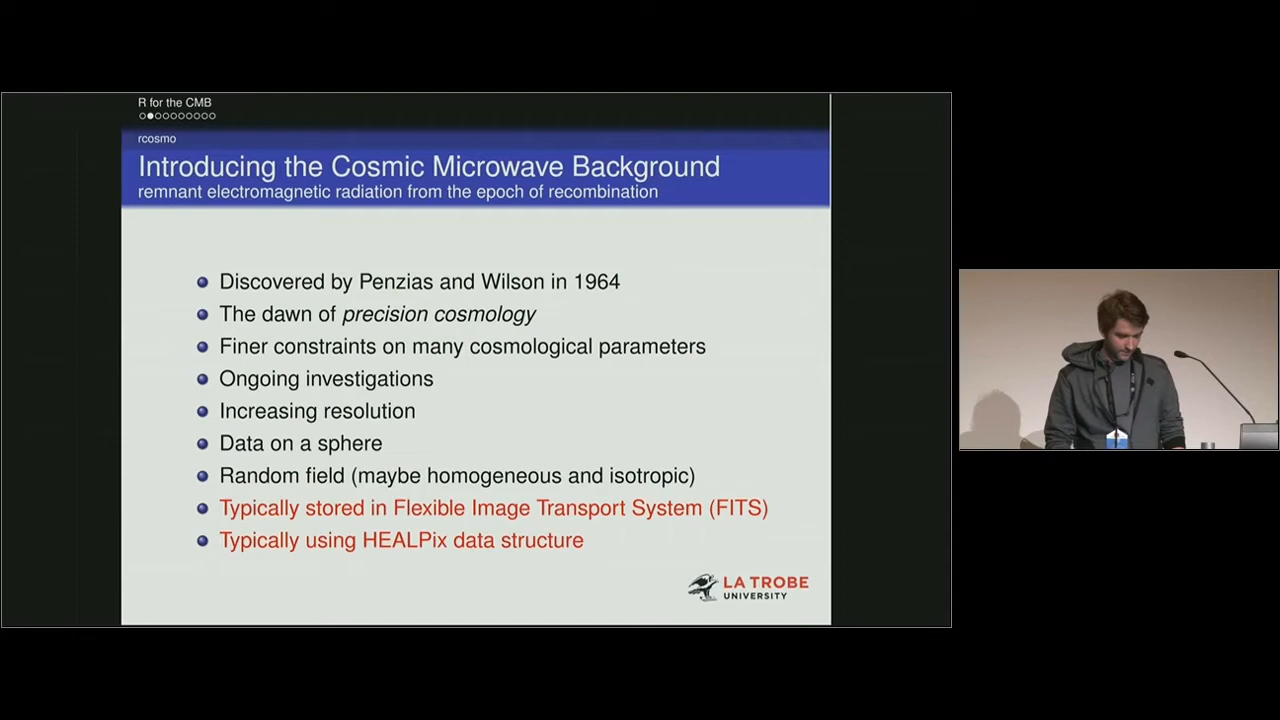 R for the CMB
rcosmo
Introducing the Cosmic Microwave Background
remnant electromagnetic radiation from the epoch of recombination
Discovered by Penzias and Wilson in 1964
The dawn of precision cosmology
Finer constraints on many cosmological parameters
Ongoing investigations
Increasing resolution
Data on a sphere
Random field (maybe homogeneous and isotropic)
Typically stored in Flexible Image Transport System (FITS)
Typically using HEALPix data structure
LA TROBE
UNIVERSITY